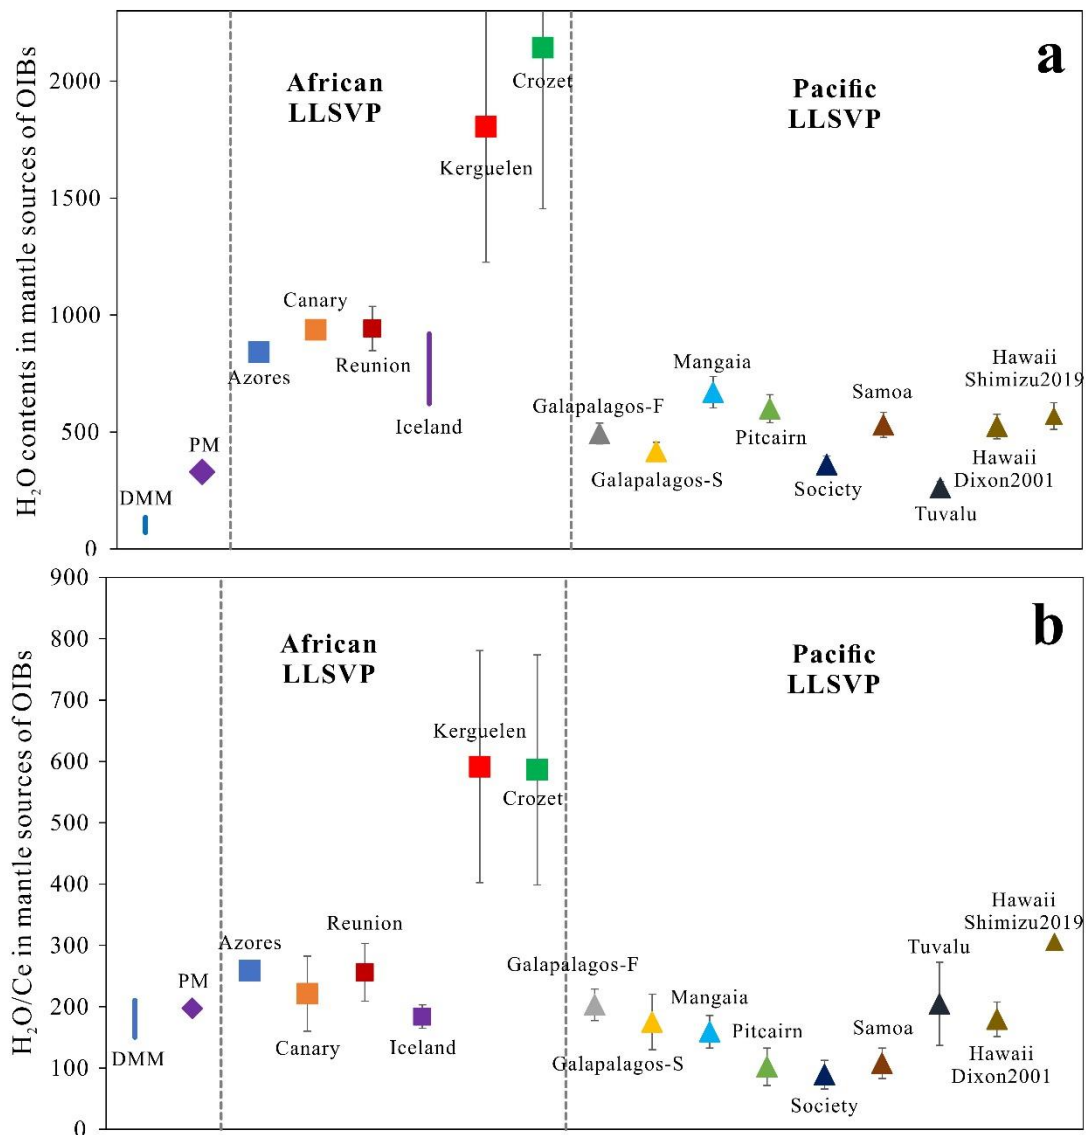 a
H₂O contents in mantle sources of OIBs
2000
1500
1000
500
0
African
LLSVP
Pacific
LLSVP
DMM
PM
Azores
Canary
Reunion
Iceland
Kerguelen
Crozet
Galapalagos-F
Galapalagos-S
Mangaia
Pitcairn
Society
Samoa
Tuvalu
Hawaii
Dixon2001
Hawaii
Shimizu2019
b
H₂O/Ce in mantle sources of OIBs
900
800
700
600
500
400
300
200
100
0
African
LLSVP
Pacific
LLSVP
DMM
PM
Azores
Canary
Reunion
Iceland
Kerguelen
Crozet
Galapalagos-F
Galapalagos-S
Mangaia
Pitcairn
Society
Samoa
Tuvalu
Hawaii
Dixon2001
Hawaii
Shimizu2019